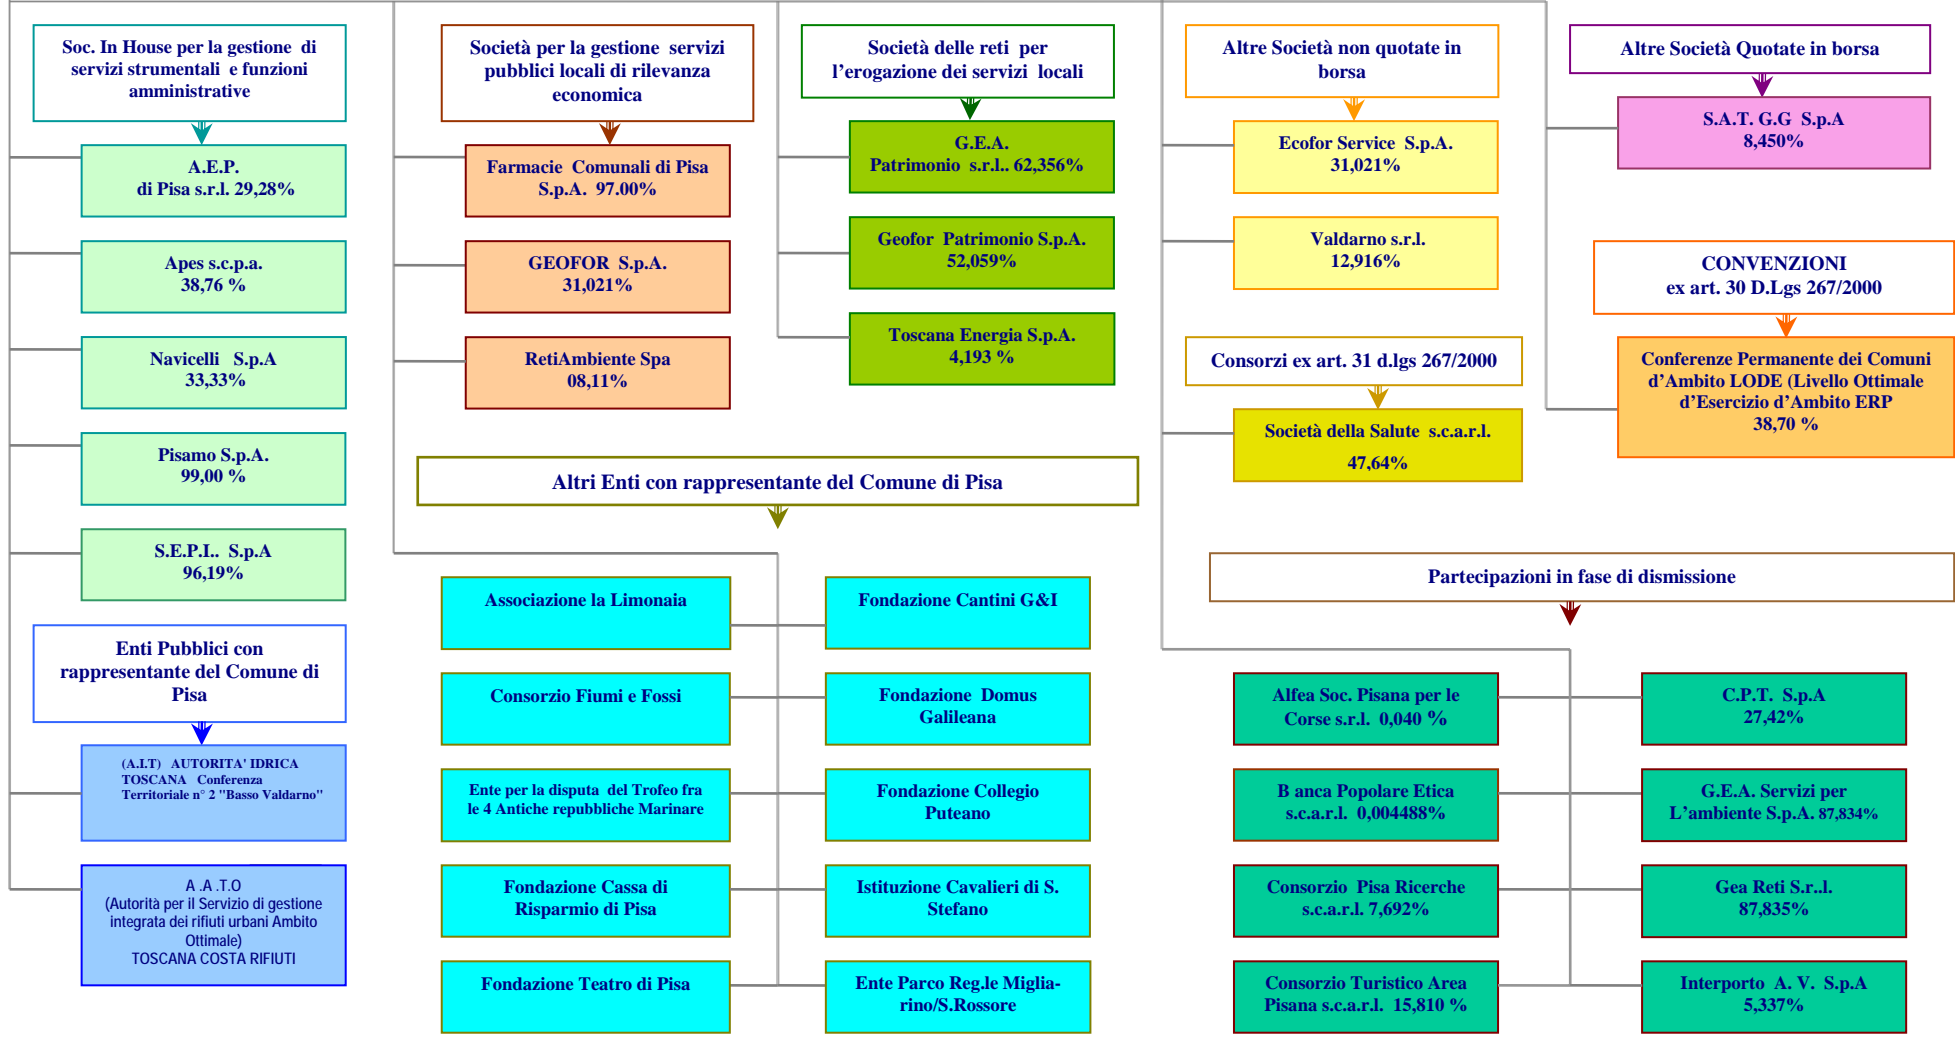 Soc. In House per la gestione di
servizi strumentali e funzioni
amministrative
A.E.P.
di Pisa s.r.l. 29,28%
Apes s.c.p.a.
38,76 %
Navicelli S.p.A
33,33%
Pisamo S.p.A.
99,00 %
S.E.P.I.. S.p.A
96,19%
Enti Pubblici con
rappresentante del Comune di
Pisa
(A.I.T) AUTORITA' IDRICA
TOSCANA Conferenza
Territoriale n° 2 "Basso Valdarno"
A .A .T.O
(Autorità per il Servizio di gestione
integrata dei rifiuti urbani Ambito
Ottimale)
TOSCANA COSTA RIFIUTI
Società per la gestione servizi
pubblici locali di rilevanza
economica
Farmacie Comunali di Pisa
S.p.A. 97.00%
GEOFOR S.p.A.
31,021%
RetiAmbiente Spa
08,11%
Società delle reti per
l'erogazione dei servizi locali
G.E.A.
Patrimonio s.r.l.. 62,356%
Geofor Patrimonio S.p.A.
52,059%
Toscana Energia S.p.A.
4,193 %
Altri Enti con rappresentante del Comune di Pisa
Associazione la Limonaia
Fondazione Cantini G&I
Consorzio Fiumi e Fossi
Fondazione Domus
Galileana
Ente per la disputa del Trofeo fra
le 4 Antiche repubbliche Marinare
Fondazione Collegio
Puteano
Fondazione Cassa di
Risparmio di Pisa
Istituzione Cavalieri di S.
Stefano
Fondazione Teatro di Pisa
Ente Parco Reg.le Miglia-
rino/S.Rossore
Altre Società non quotate in
borsa
Ecofor Service S.p.A.
31,021%
Valdarno s.r.l.
12,916%
Consorzi ex art. 31 d.lgs 267/2000
Società della Salute s.c.a.r.l.
47,64%
Altre Società Quotate in borsa
S.A.T. G.G S.p.A
8,450%
CONVENZIONI
ex art. 30 D.Lgs 267/2000
Conferenze Permanente dei Comuni
d'Ambito LODE (Livello Ottimale
d'Esercizio d'Ambito ERP
38,70 %
Partecipazioni in fase di dismissione
Alfea Soc. Pisana per le
Corse s.r.l. 0,040 %
C.P.T. S.p.A
27,42%
B anca Popolare Etica
s.c.a.r.l. 0,004488%
G.E.A. Servizi per
L'ambiente S.p.A. 87,834%
Consorzio Pisa Ricerche
s.c.a.r.l. 7,692%
Gea Reti S.r..l.
87,835%
Consorzio Turistico Area
Pisana s.c.a.r.l. 15,810 %
Interporto A. V. S.p.A
5,337%